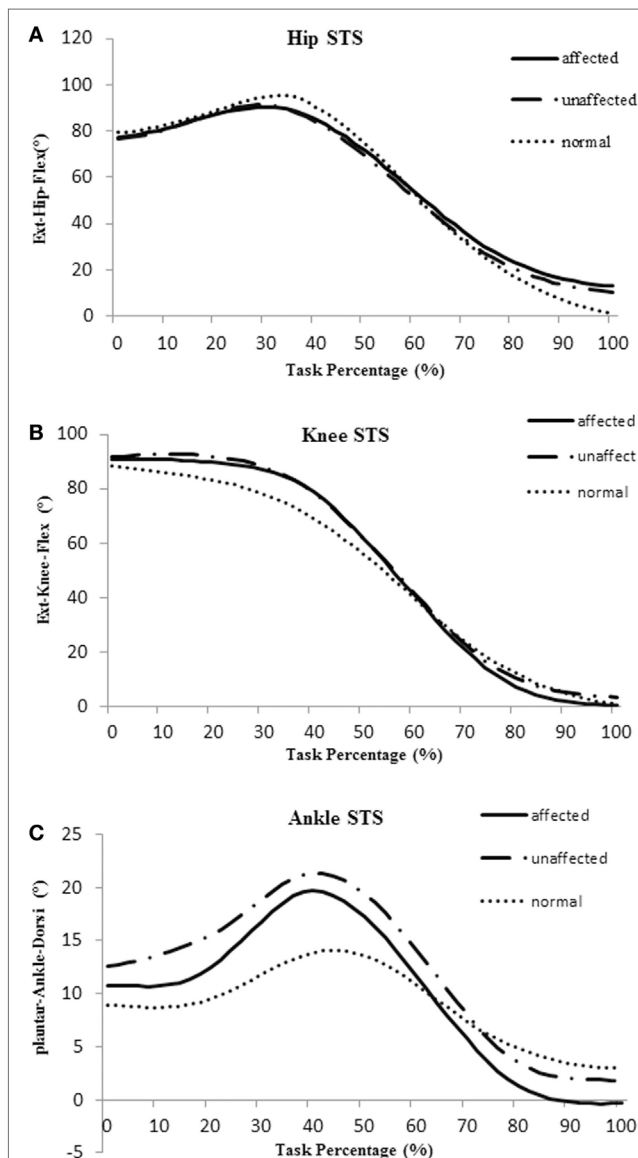 A
Hip STS
120
100
80
60
40
20
0
Ext-Hip-Flex(°)
affected
unaffected
normal
0 10 20 30 40 50 60 70 80 90 100
Task Percentage (%)
B
Knee STS
100
80
60
40
20
0
Ext-Knee-Flex (°)
affected
unaffect
normal
0 10 20 30 40 50 60 70 80 90 100
Task Percentage (%)
C
Ankle STS
25
20
15
10
5
0
-5
plantar-Ankle-Dorsi (°)
affected
unaffected
normal
0 10 20 30 40 50 60 70 80 90 100
Task Percentage (%)